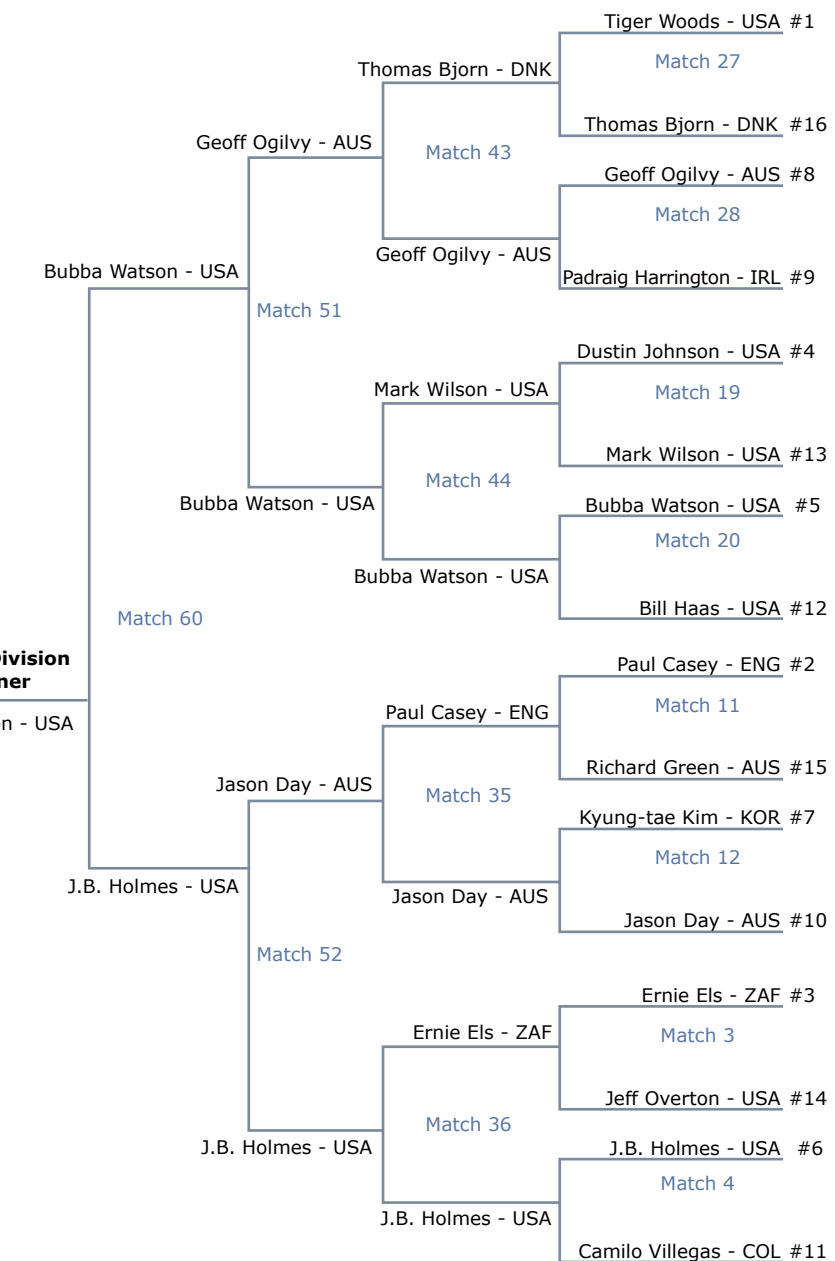 Tiger Woods - USA #1
Match 27
Thomas Bjorn - DNK
Thomas Bjorn - DNK #16
Geoff Ogilvy - AUS
Match 43
Geoff Ogilvy - AUS #8
Match 28
Geoff Ogilvy - AUS
Padraig Harrington - IRL #9
Bubba Watson - USA
Match 51
Dustin Johnson - USA #4
Mark Wilson - USA
Match 19
Mark Wilson - USA #13
Match 44
Bubba Watson - USA
Bubba Watson - USA #5
Match 20
Bubba Watson - USA
Bill Haas - USA #12
Match 60
ivision
ner
n - USA
Paul Casey - ENG #2
Match 11
Paul Casey - ENG
Richard Green - AUS #15
Jason Day - AUS
Match 35
Kyung-tae Kim - KOR #7
Match 12
J.B. Holmes - USA
Jason Day - AUS
Jason Day - AUS #10
Match 52
Ernie Els - ZAF #3
Ernie Els - ZAF
Match 3
Jeff Overton - USA #14
Match 36
J.B. Holmes - USA
J.B. Holmes - USA #6
Match 4
J.B. Holmes - USA
Camilo Villegas - COL #11